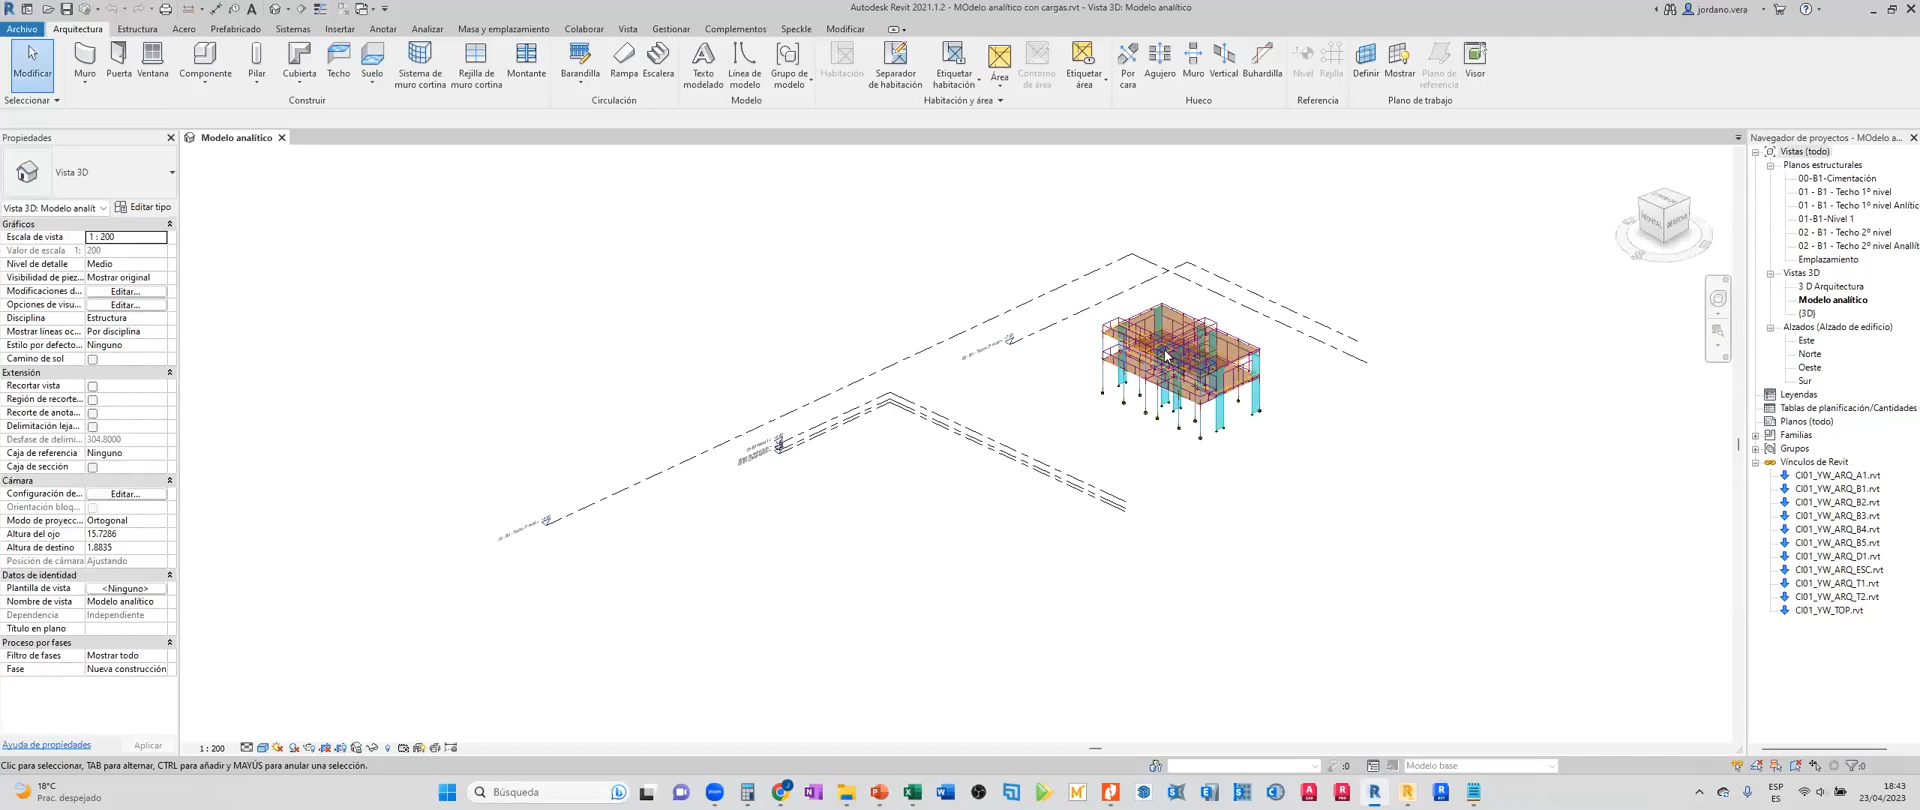 Autodesk Revit 2021.1.2 - MOdelo analítico con cargas.rvt - Vista 3D: Modelo analítico
jordano.vera
Archivo Arquitectura Estructura Acero Prefabricado Sistemas Insertar Anotar Analizar Masa y emplazamiento Colaborar Vista Gestionar Complementos Speckle Modificar
Modificar
Muro
Puerta
Ventana
Componente
Pilar
Cubierta
Techo
Suelo
Sistema de muro cortina
Rejilla de muro cortina
Montante
Barandilla
Rampa
Escalera
Texto modelado
Línea de modelo
Grupo de modelo
Habitación
Separador de habitación
Etiquetar habitación
Área
Contorno de área
Etiquetar área
Por cara
Agujero
Muro
Vertical
Buhardilla
Nivel
Rejilla
Definir
Mostrar
Plano de referencia
Visor
Seleccionar
Construir
Circulación
Modelo
Habitación y área
Hueco
Referencia
Plano de trabajo
Propiedades
Modelo analítico
Vista 3D
Vista 3D: Modelo analít
Editar tipo
Gráficos
Escala de vista 1 : 200
Valor de escala 1: 200
Nivel de detalle Medio
Visibilidad de piez... Mostrar original
Modificaciones d... Editar...
Opciones de visu... Editar...
Disciplina Estructura
Mostrar líneas oc... Por disciplina
Estilo por defecto... Ninguno
Camino de sol
Extensión
Recortar vista
Región de recorte...
Recorte de anota...
Delimitación leja...
Desfase de delimi... 304.8000
Caja de referencia Ninguno
Caja de sección
Cámara
Configuración de... Editar...
Orientación bloq...
Modo de proyecc... Ortogonal
Altura del ojo 15.7286
Altura de destino 1.8835
Posición de cámara Ajustando
Datos de identidad
Plantilla de vista <Ninguno>
Nombre de vista Modelo analítico
Dependencia Independiente
Título en plano
Proceso por fases
Filtro de fases Mostrar todo
Fase Nueva construcción
Ayuda de propiedades
Aplicar
Navegador de proyectos - MOdelo a...
Vistas (todo)
Planos estructurales
00-B1-Cimentación
01 - B1 - Techo 1º nivel
01 - B1 - Techo 1º nivel Anlític
01-B1-Nivel 1
02 - B1 - Techo 2º nivel
02 - B1 - Techo 2º nivel Analít
Emplazamiento
Vistas 3D
3 D Arquitectura
Modelo analítico
{3D}
Alzados (Alzado de edificio)
Este
Norte
Oeste
Sur
Leyendas
Tablas de planificación/Cantidades
Planos (todo)
Familias
Grupos
Vínculos de Revit
CI01_YW_ARQ_A1.rvt
CI01_YW_ARQ_B1.rvt
CI01_YW_ARQ_B2.rvt
CI01_YW_ARQ_B3.rvt
CI01_YW_ARQ_B4.rvt
CI01_YW_ARQ_B5.rvt
CI01_YW_ARQ_D1.rvt
CI01_YW_ARQ_ESC.rvt
CI01_YW_ARQ_T1.rvt
CI01_YW_ARQ_T2.rvt
CI01_YW_TOP.rvt
1 : 200
Clic para seleccionar, TAB para alternar, CTRL para añadir y MAYÚS para anular una selección.
:0
Modelo base
:0
18°C
Prac. despejado
Búsqueda
ESP
ES
18:43
23/04/2023